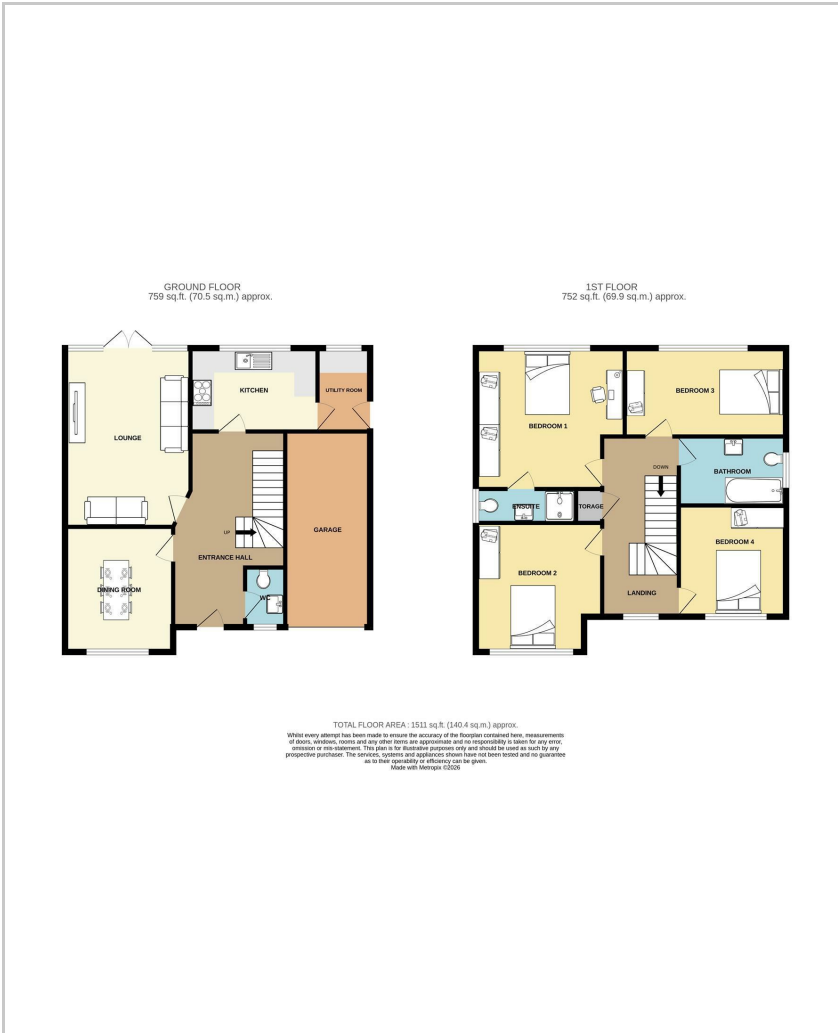 GROUND FLOOR
759 sq.ft. (70.5 sq.m.) approx.
KITCHEN
UTILITY ROOM
LOUNGE
UP
ENTRANCE HALL
GARAGE
DINING ROOM
WC
1ST FLOOR
752 sq.ft. (69.9 sq.m.) approx.
BEDROOM 3
BEDROOM 1
DOWN
BATHROOM
ENSUITE
TORAGE
BEDROOM 4
BEDROOM 2
LANDING
TOTAL FLOOR AREA : 1511 sq.ft. (140.4 sq.m.) approx.
Whilst every attempt has been made to ensure the accuracy of the floorplan contained here, measurements
of doors, windows, rooms and any other items are approximate and no responsibility is taken for any error,
omission or mis-statement. This plan is for illustrative purposes only and should be used as such by any
prospective purchaser. The services, systems and appliances shown have not been tested and no guarantee
as to their operability or efficiency can be given.
Made with Metropix ©2026